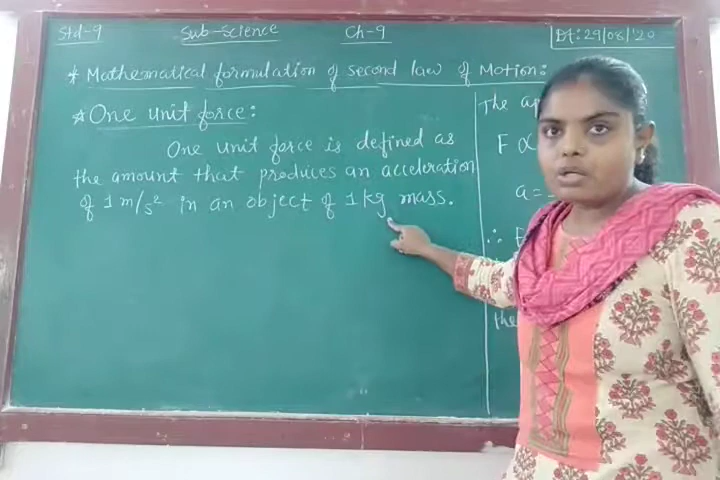 Std-9 Sub-Science Ch-9 Dt:29/08/'20
* Mathematical formulation of second law of Motion:
* One unit force:
One unit force is defined as
the amount that produces an acceleration
of 1 m/s² in an object of 1 kg mass.
The ap
F ∝
a =
∴ F
the